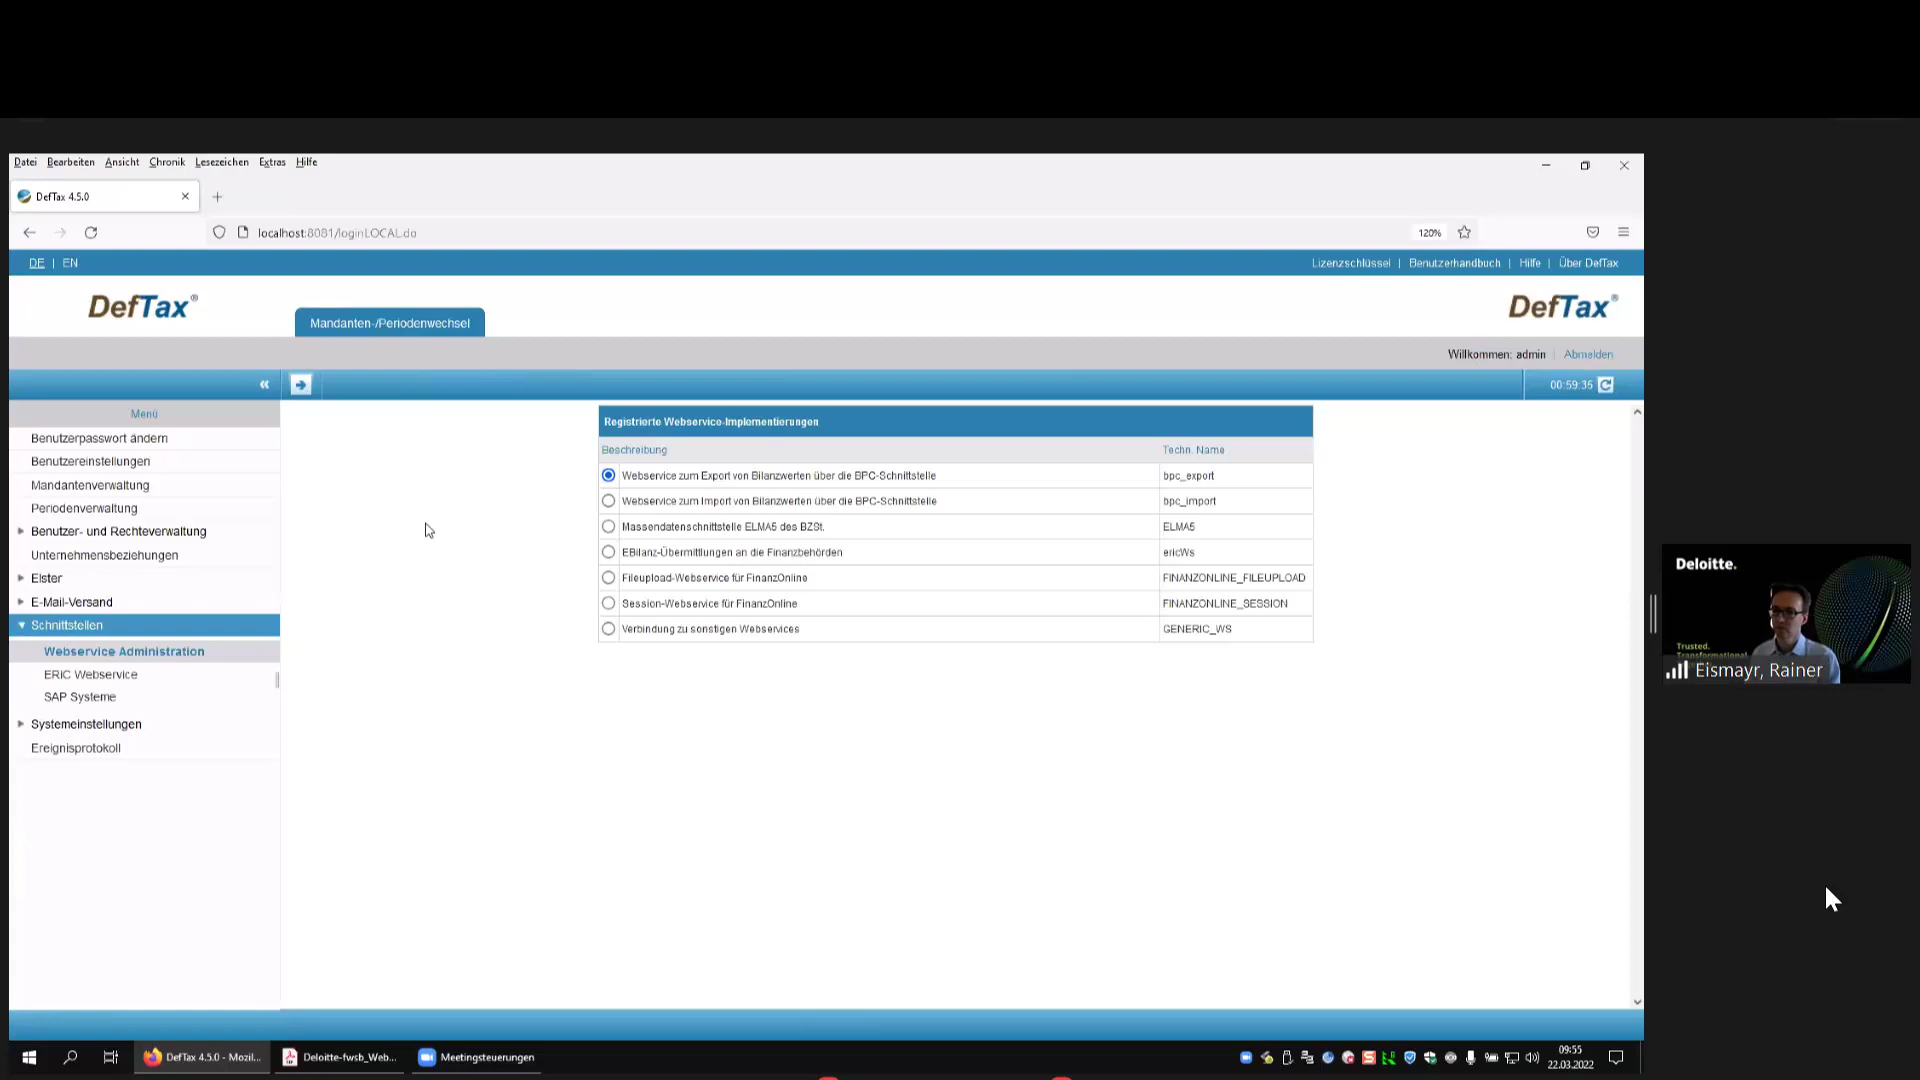 Datei Bearbeiten Ansicht Chronik Lesezeichen Extras Hilfe
DefTax 4.5.0
localhost:8081/loginLOCAL.do
120%
DE | EN
Lizenzschlüssel | Benutzerhandbuch | Hilfe | Über DefTax
DefTax®
Mandanten-/Periodenwechsel
DefTax®
Willkommen: admin | Abmelden
00:59:35
Menü
Benutzerpasswort ändern
Benutzereinstellungen
Mandantenverwaltung
Periodenverwaltung
Benutzer- und Rechteverwaltung
Unternehmensbeziehungen
Elster
E-Mail-Versand
Schnittstellen
Webservice Administration
ERIC Webservice
SAP Systeme
Systemeinstellungen
Ereignisprotokoll
Registrierte Webservice-Implementierungen
Beschreibung Techn. Name
Webservice zum Export von Bilanzwerten über die BPC-Schnittstelle bpc_export
Webservice zum Import von Bilanzwerten über die BPC-Schnittstelle bpc_import
Massendatenschnittstelle ELMA5 des BZSt. ELMA5
EBilanz-Übermittlungen an die Finanzbehörden ericWs
Fileupload-Webservice für FinanzOnline FINANZONLINE_FILEUPLOAD
Session-Webservice für FinanzOnline FINANZONLINE_SESSION
Verbindung zu sonstigen Webservices GENERIC_WS
Deloitte.
Trusted.
Transformational.
Eismayr, Rainer
DefTax 4.5.0 - Mozil...
Deloitte-fwsb_Web...
Meetingsteuerungen
09:55
22.03.2022